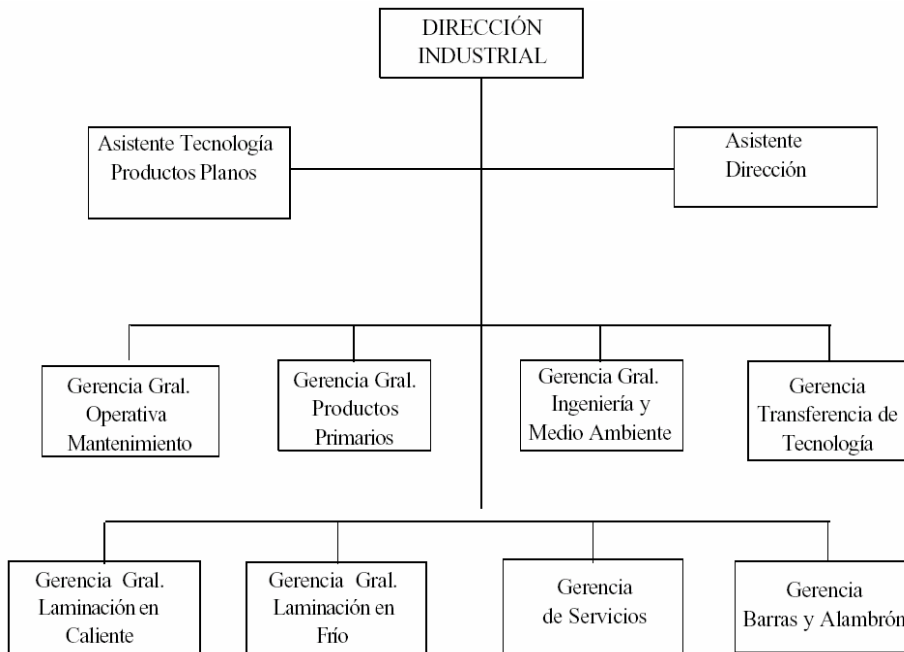 DIRECCIÓN
INDUSTRIAL
Asistente Tecnología
Productos Planos
Asistente
Dirección
Gerencia Gral.
Operativa
Mantenimiento
Gerencia Gral.
Productos
Primarios
Gerencia Gral.
Ingeniería y
Medio Ambiente
Gerencia
Transferencia de
Tecnología
Gerencia Gral.
Laminación en
Caliente
Gerencia Gral.
Laminación en
Frío
Gerencia
de Servicios
Gerencia
Barras y Alambrón